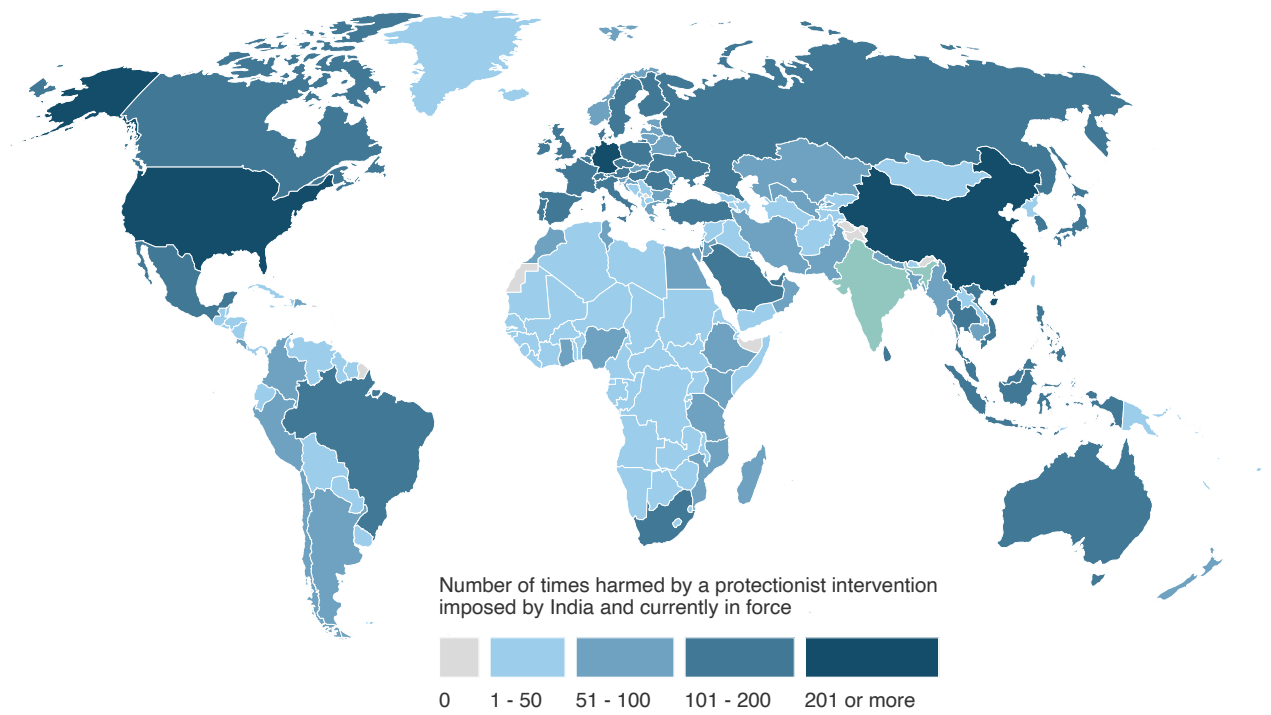 Number of times harmed by a protectionist intervention
imposed by India and currently in force
0
1 - 50
51 - 100
101 - 200
201 or more